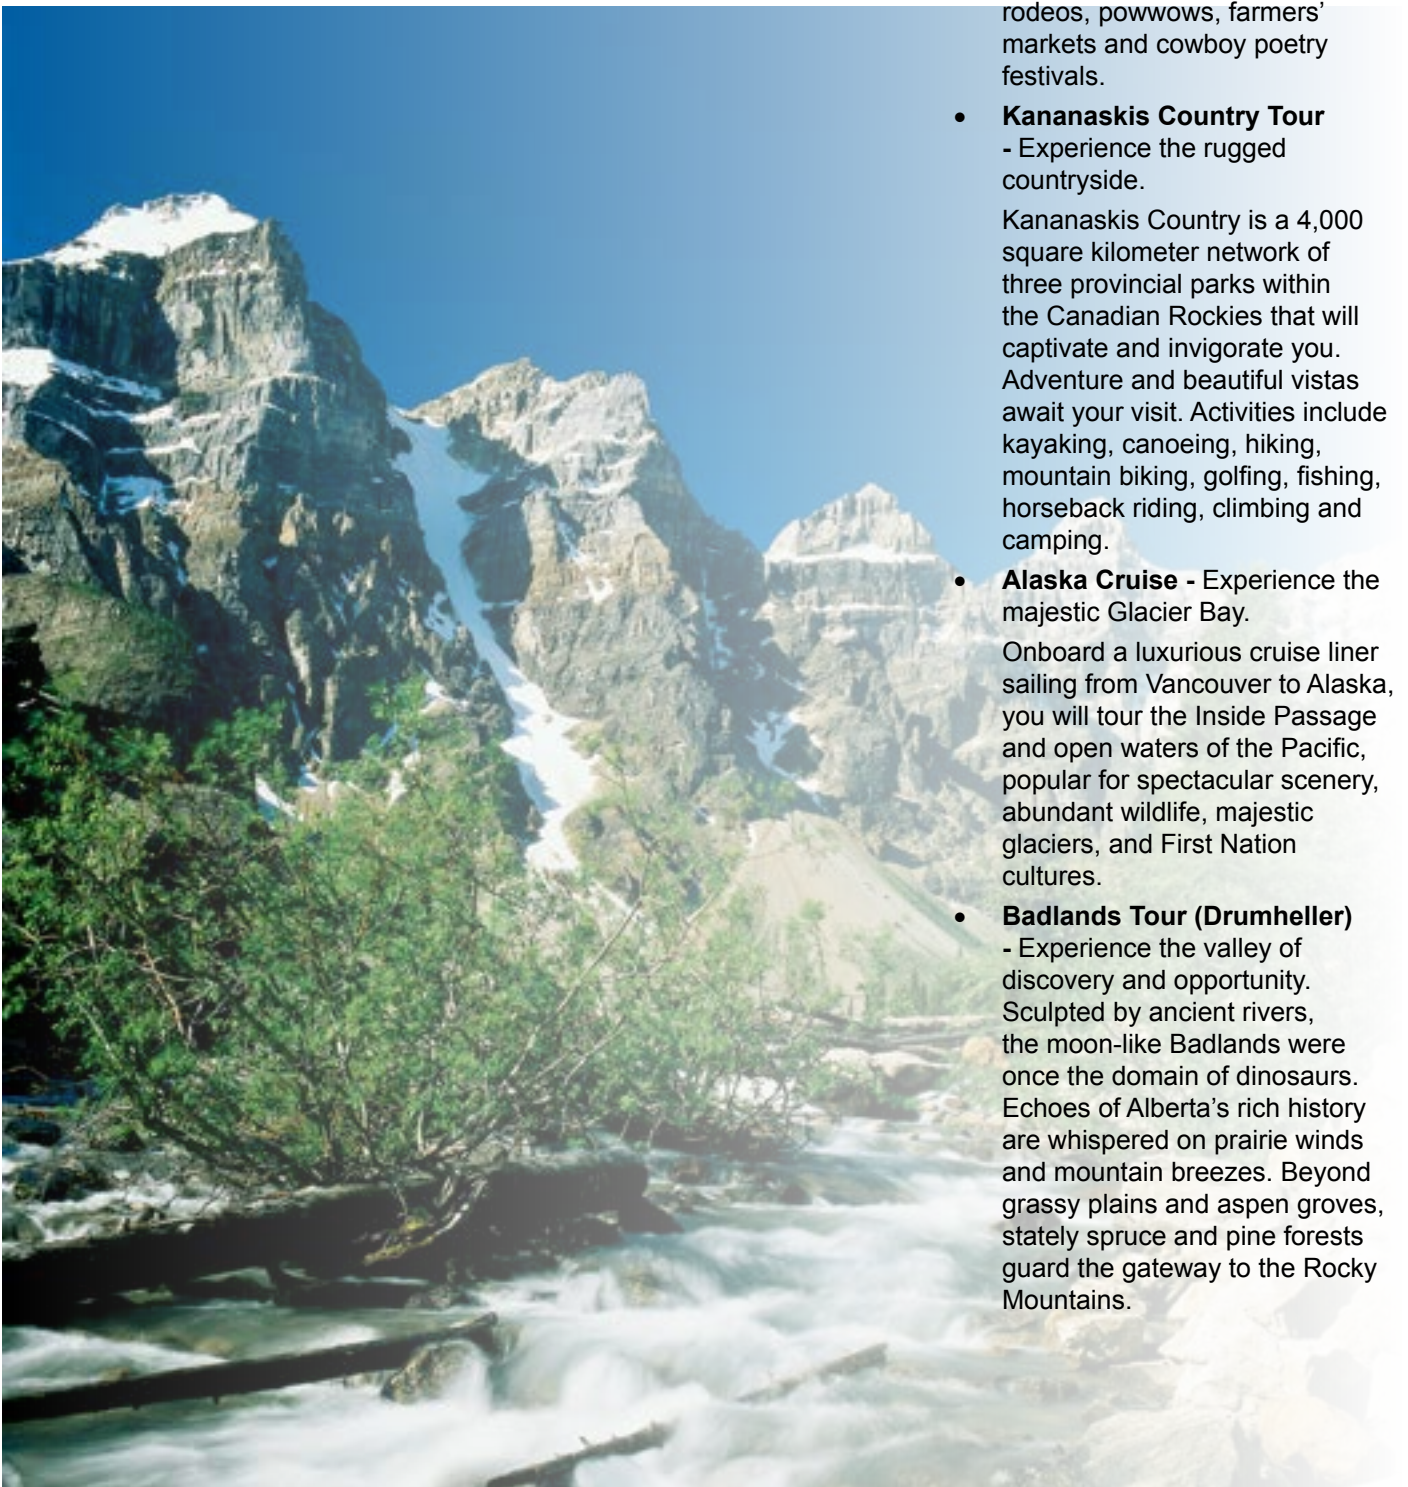 rodeos, powwows, farmers’
markets and cowboy poetry
festivals.
• Kananaskis Country Tour
- Experience the rugged
countryside.
Kananaskis Country is a 4,000
square kilometer network of
three provincial parks within
the Canadian Rockies that will
captivate and invigorate you.
Adventure and beautiful vistas
await your visit. Activities include
kayaking, canoeing, hiking,
mountain biking, golfing, fishing,
horseback riding, climbing and
camping.
• Alaska Cruise - Experience the
majestic Glacier Bay.
Onboard a luxurious cruise liner
sailing from Vancouver to Alaska,
you will tour the Inside Passage
and open waters of the Pacific,
popular for spectacular scenery,
abundant wildlife, majestic
glaciers, and First Nation
cultures.
• Badlands Tour (Drumheller)
- Experience the valley of
discovery and opportunity.
Sculpted by ancient rivers,
the moon-like Badlands were
once the domain of dinosaurs.
Echoes of Alberta’s rich history
are whispered on prairie winds
and mountain breezes. Beyond
grassy plains and aspen groves,
stately spruce and pine forests
guard the gateway to the Rocky
Mountains.